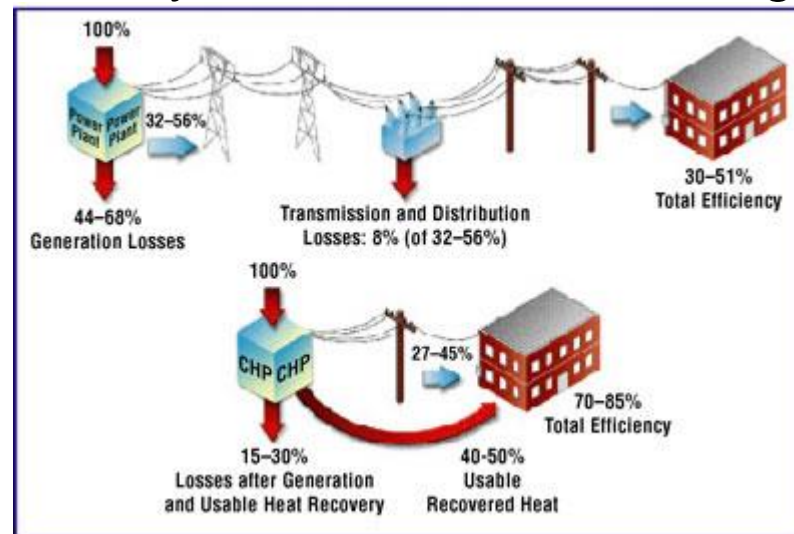 100%
Power Plant Power Plant
32–56%
44–68%
Generation Losses
Transmission and Distribution
Losses: 8% (of 32–56%)
30–51%
Total Efficiency
100%
CHP CHP
27–45%
70–85%
Total Efficiency
15–30%
Losses after Generation
and Usable Heat Recovery
40-50%
Usable
Recovered Heat